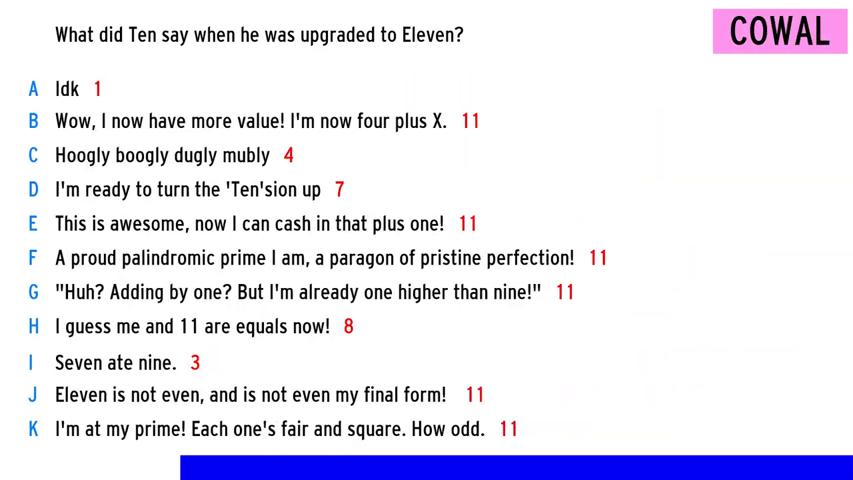 What did Ten say when he was upgraded to Eleven?
COWAL
A Idk 1
B Wow, I now have more value! I'm now four plus X. 11
C Hoogly boogly dugly mubly 4
D I'm ready to turn the 'Ten'sion up 7
E This is awesome, now I can cash in that plus one! 11
F A proud palindromic prime I am, a paragon of pristine perfection! 11
G "Huh? Adding by one? But I'm already one higher than nine!" 11
H I guess me and 11 are equals now! 8
I Seven ate nine. 3
J Eleven is not even, and is not even my final form! 11
K I'm at my prime! Each one's fair and square. How odd. 11